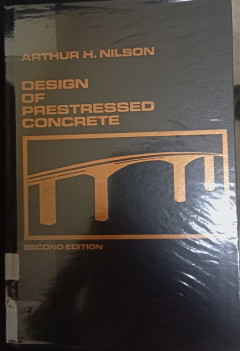 ARTHUR H. NILSON
DESIGN
OF
PRESTRESSED
CONCRETE
SECOND EDITION